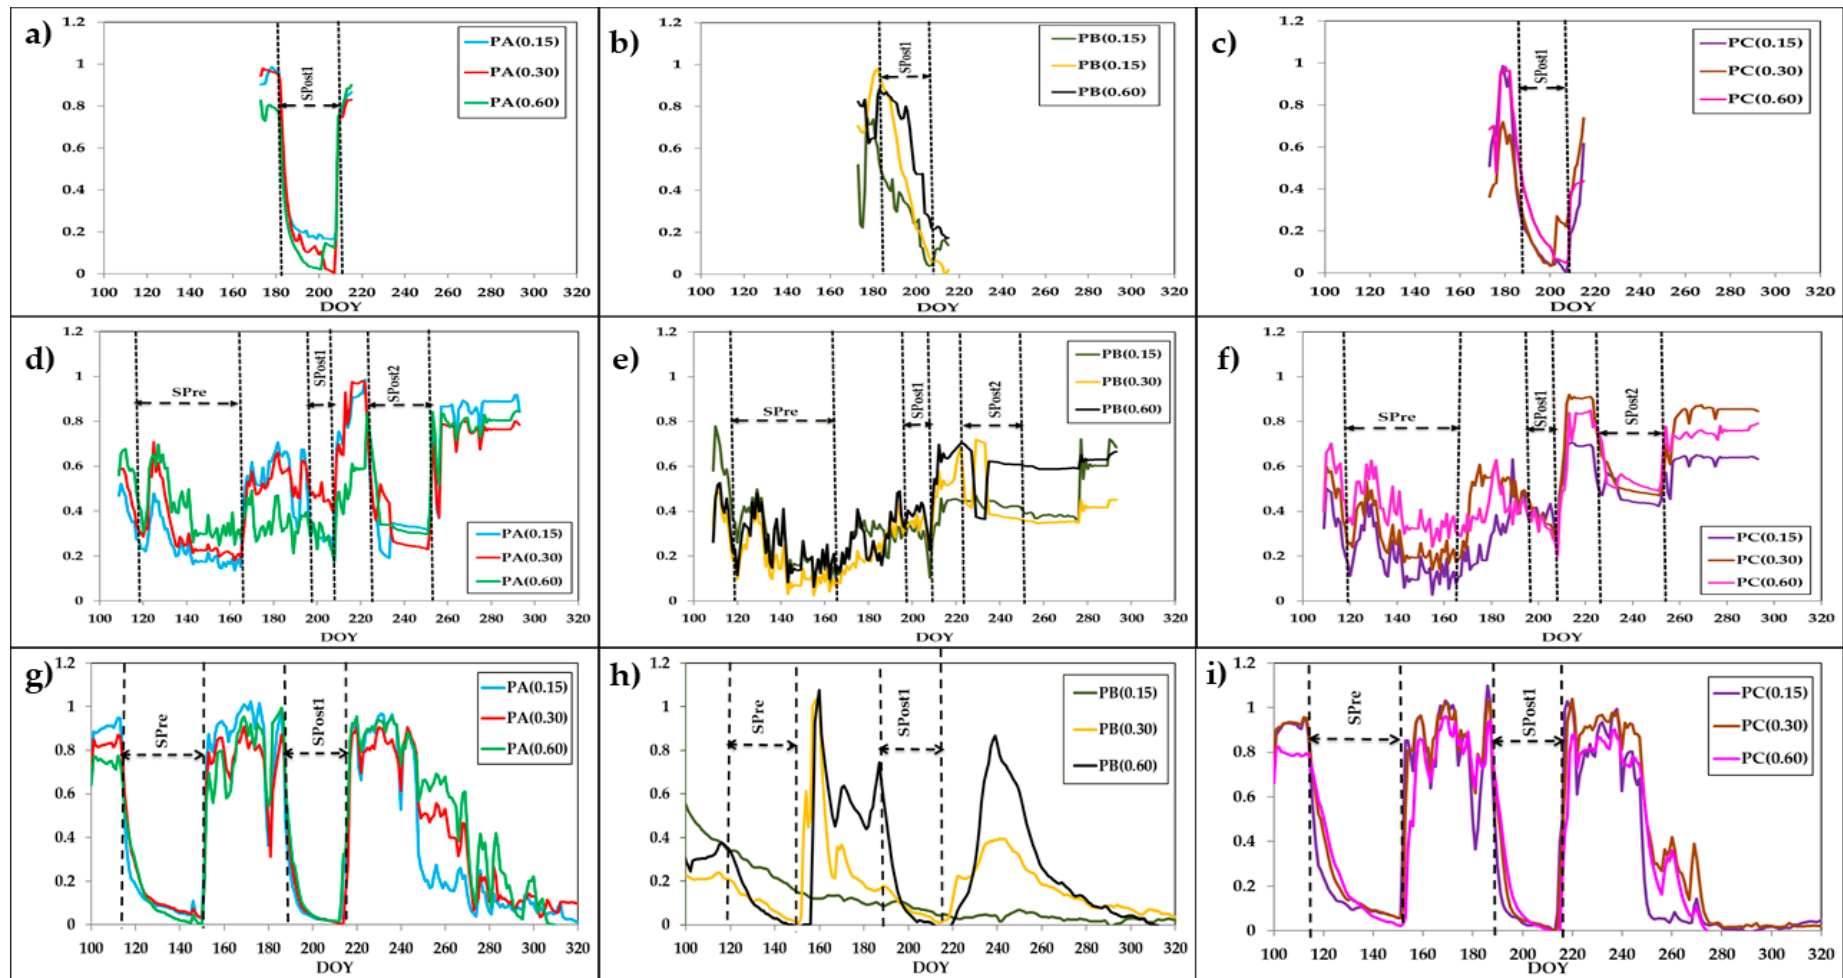 a)
1.2
1
0.8
0.6
0.4
0.2
0
PA(0.15)
PA(0.30)
PA(0.60)
SPost1
100 120 140 160 180 200 220 240 260 280 300 320
DOY
b)
1.2
1
0.8
0.6
0.4
0.2
0
PB(0.15)
PB(0.15)
PB(0.60)
SPost1
100 120 140 160 180 200 220 240 260 280 300 320
DOY
c)
1.2
1
0.8
0.6
0.4
0.2
0
PC(0.15)
PC(0.30)
PC(0.60)
SPost1
100 120 140 160 180 200 220 240 260 280 300 320
DOY
d)
1.2
1
0.8
0.6
0.4
0.2
0
SPre
SPost1
SPost2
PA(0.15)
PA(0.30)
PA(0.60)
100 120 140 160 180 200 220 240 260 280 300 320
DOY
e)
1.2
1
0.8
0.6
0.4
0.2
0
PB(0.15)
PB(0.30)
PB(0.60)
SPre
SPost1
SPost2
100 120 140 160 180 200 220 240 260 280 300 320
DOY
f)
1.2
1
0.8
0.6
0.4
0.2
0
SPre
SPost1
SPost2
PC(0.15)
PC(0.30)
PC(0.60)
100 120 140 160 180 200 220 240 260 280 300 320
DOY
g)
1.2
1
0.8
0.6
0.4
0.2
0
SPre
SPost1
PA(0.15)
PA(0.30)
PA(0.60)
100 120 140 160 180 200 220 240 260 280 300 320
DOY
h)
1.2
1
0.8
0.6
0.4
0.2
0
SPre
SPost1
PB(0.15)
PB(0.30)
PB(0.60)
100 120 140 160 180 200 220 240 260 280 300 320
DOY
i)
1.2
1
0.8
0.6
0.4
0.2
0
SPre
SPost1
PC(0.15)
PC(0.30)
PC(0.60)
100 120 140 160 180 200 220 240 260 280 300 320
DOY